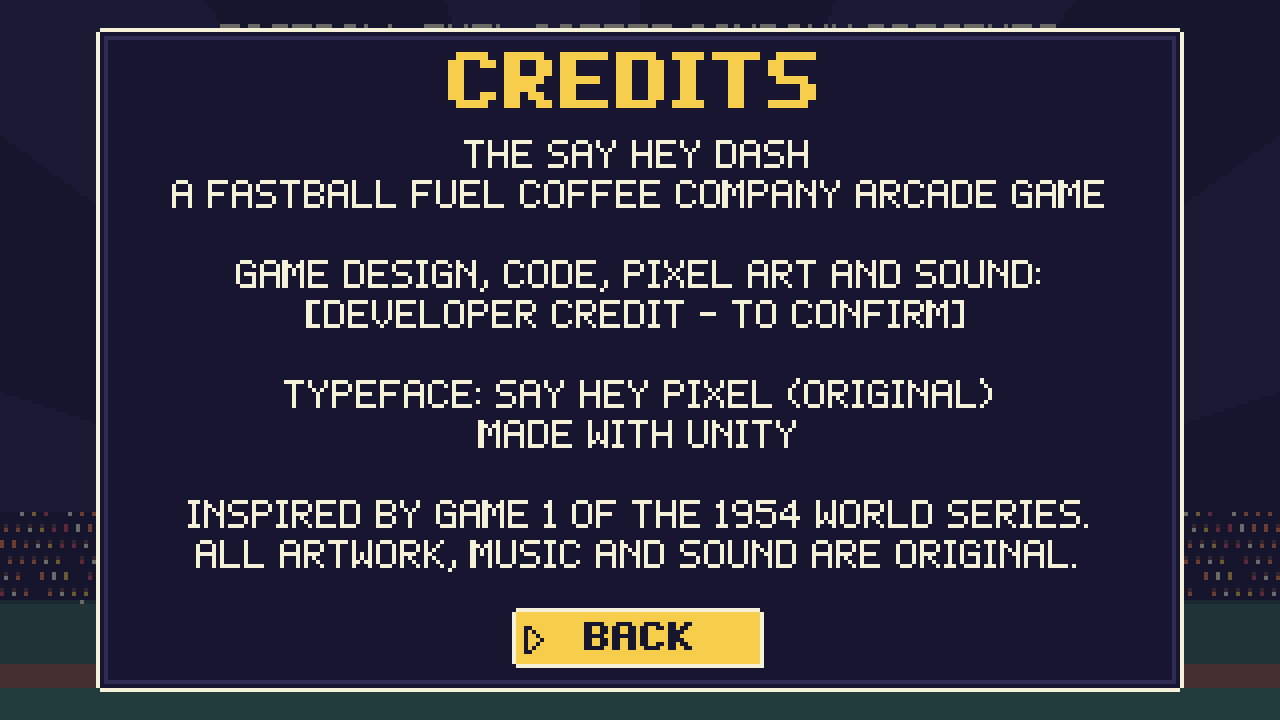 CREDITS
THE SAY HEY DASH
A FASTBALL FUEL COFFEE COMPANY ARCADE GAME
GAME DESIGN, CODE, PIXEL ART AND SOUND:
[DEVELOPER CREDIT - TO CONFIRM]
TYPEFACE: SAY HEY PIXEL (ORIGINAL)
MADE WITH UNITY
INSPIRED BY GAME 1 OF THE 1954 WORLD SERIES.
ALL ARTWORK, MUSIC AND SOUND ARE ORIGINAL.
BACK